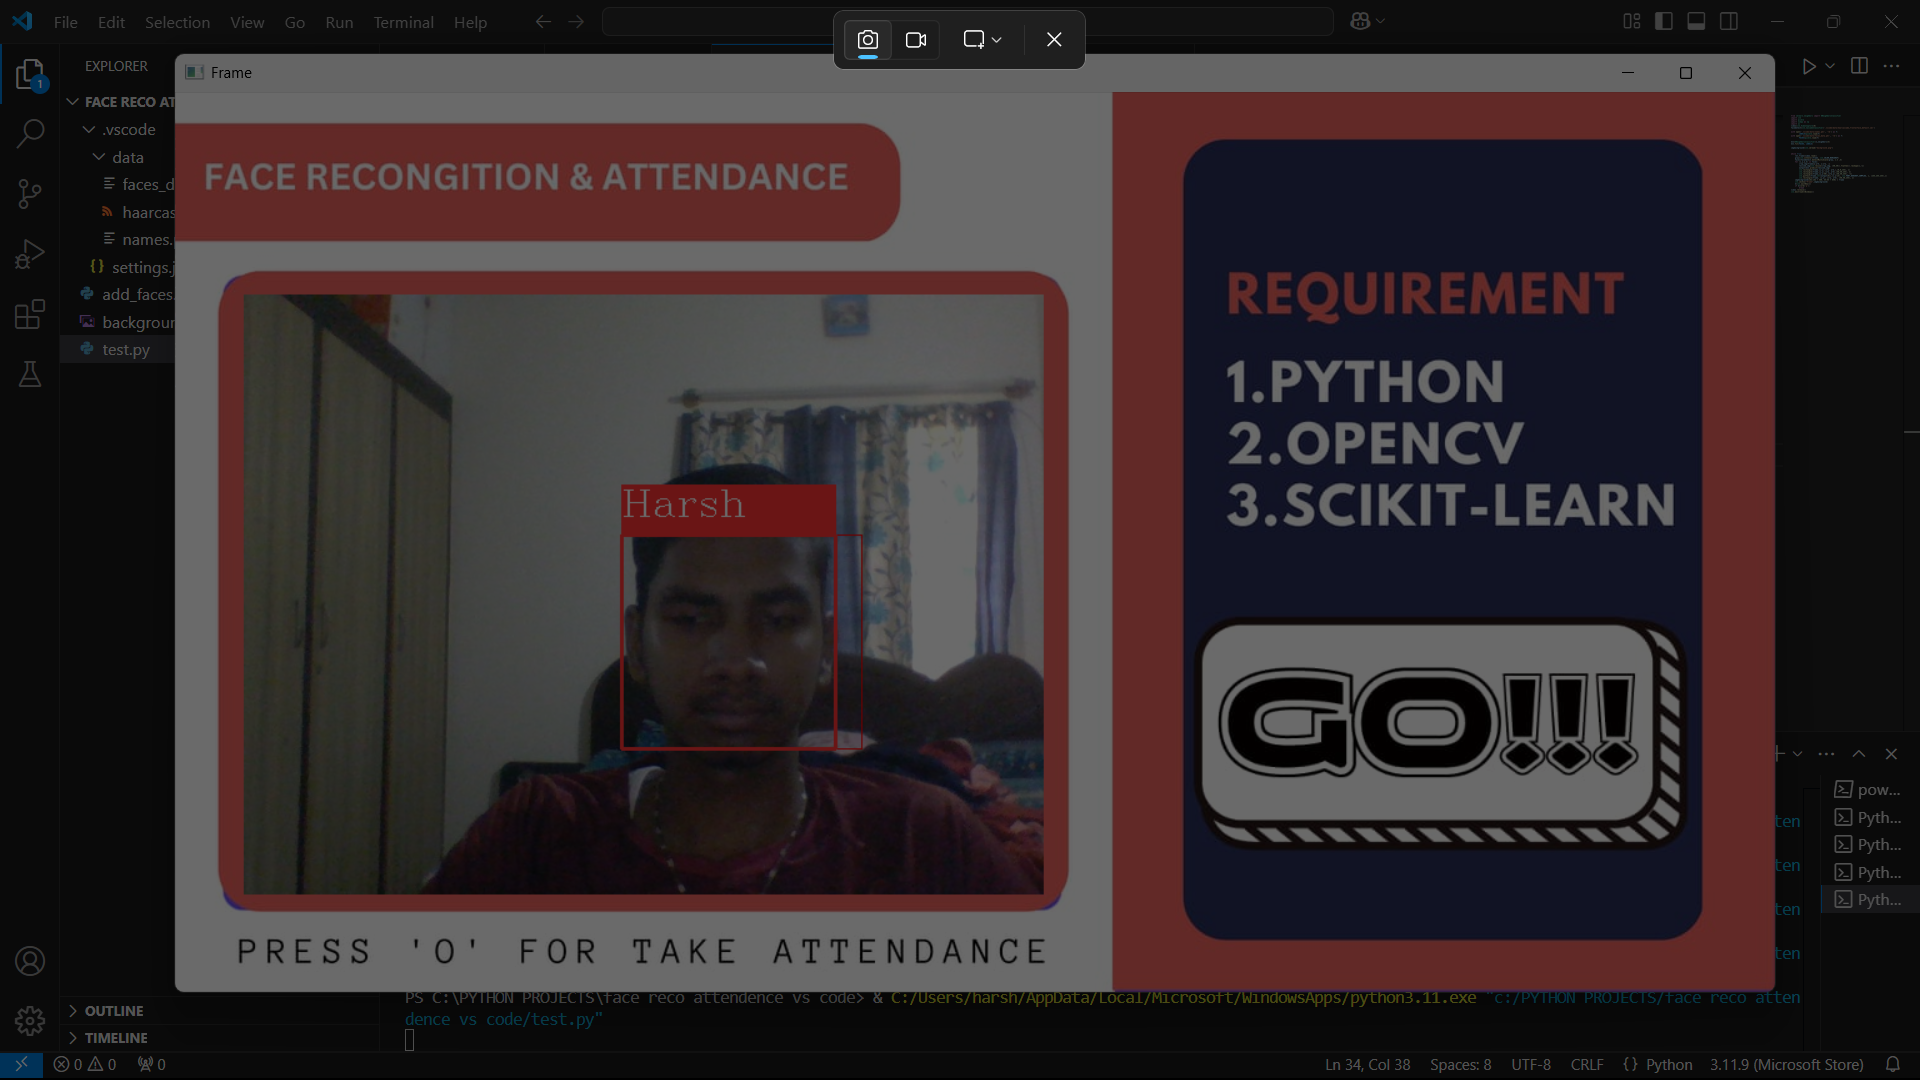 File Edit Selection View Go Run Terminal Help
EXPLORER
1
Frame
FACE RECO AT
.vscode
data
faces_d
haarcas
names.
settings.j
add_faces.
backgrour
test.py
FACE RECONGITION & ATTENDANCE
Harsh
PRESS 'O' FOR TAKE ATTENDANCE
REQUIREMENT
1.PYTHON
2.OPENCV
3.SCIKIT-LEARN
GO!!!
pow...
Pyth...
Pyth...
Pyth...
Pyth...
ten
ten
ten
ten
PS C:\PYTHON PROJECTS\face reco attendence vs code> & C:/Users/harsh/AppData/Local/Microsoft/WindowsApps/python3.11.exe "c:/PYTHON PROJECTS/face reco atten
dence vs code/test.py"
OUTLINE
TIMELINE
0 0 0
Ln 34, Col 38 Spaces: 8 UTF-8 CRLF {} Python 3.11.9 (Microsoft Store)